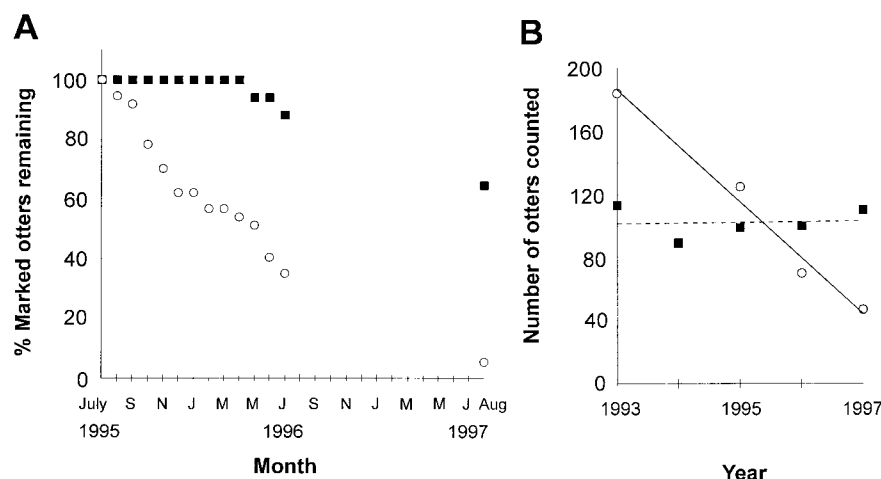 A
% Marked otters remaining
100
80
60
40
20
0
July S N J M M J S N J M M J Aug
1995 1996 1997
Month
B
Number of otters counted
200
160
120
80
40
0
1993 1995 1997
Year